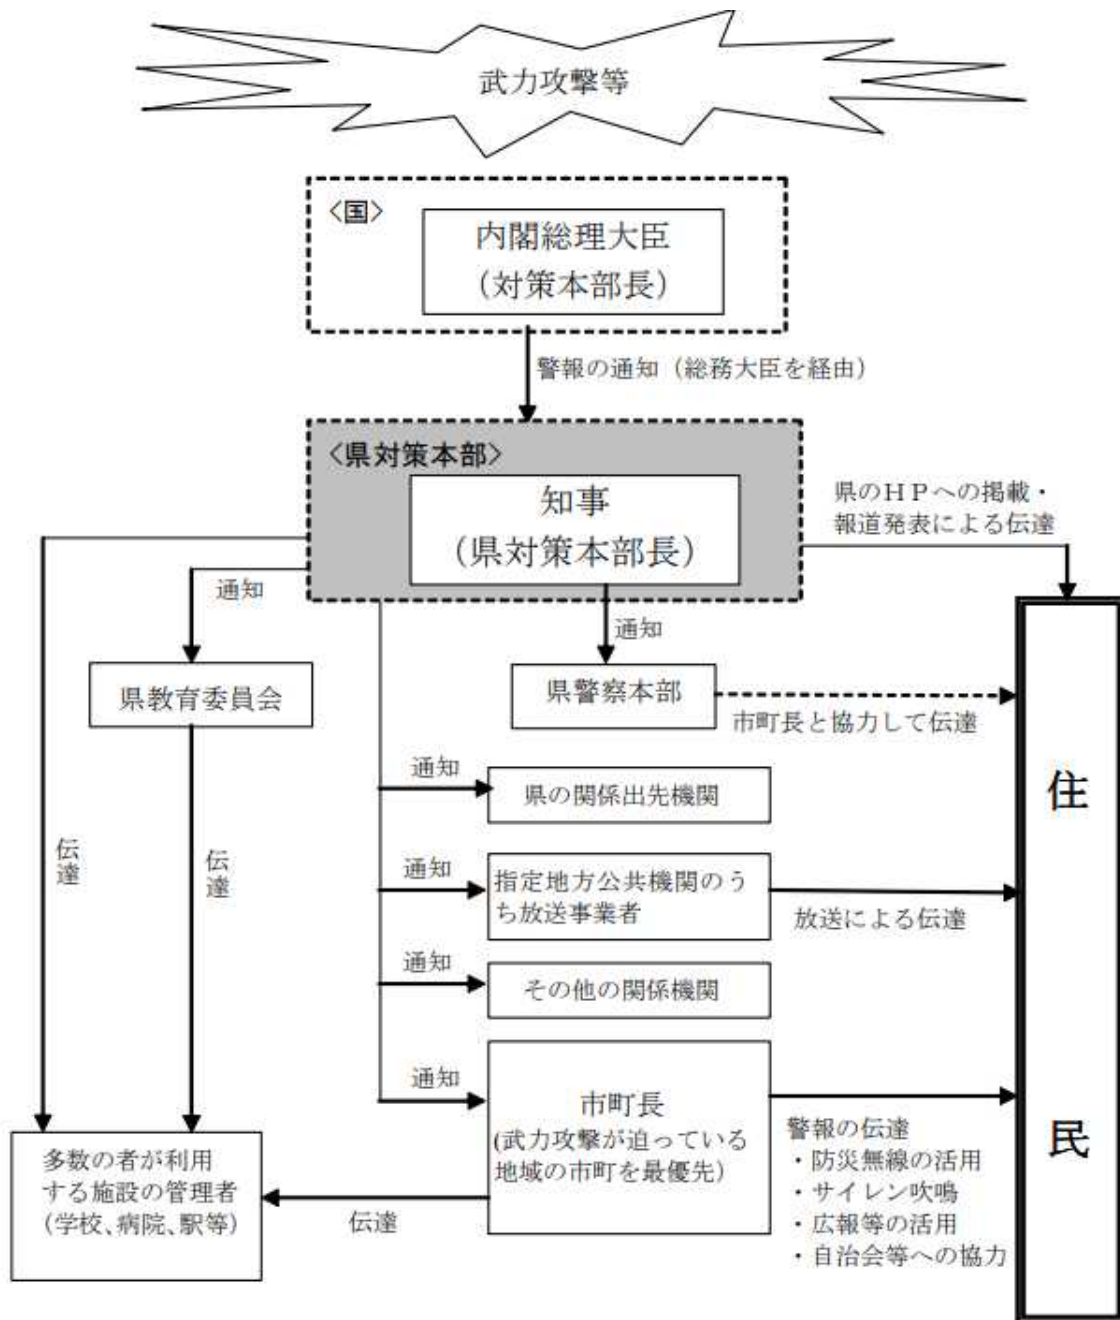 武力攻撃等
〈国〉
内閣総理大臣
（対策本部長）
警報の通知（総務大臣を経由）
〈県対策本部〉
知事
（県対策本部長）
県のＨＰへの掲載・
報道発表による伝達
通知
通知
県教育委員会
県警察本部
市町長と協力して伝達
通知
県の関係出先機関
伝達
伝達
通知
指定地方公共機関のう
ち放送事業者
放送による伝達
通知
その他の関係機関
通知
市町長
(武力攻撃が迫っている
地域の市町を最優先）
警報の伝達
・防災無線の活用
・サイレン吹鳴
・広報等の活用
・自治会等への協力
多数の者が利用
する施設の管理者
（学校、病院、駅等）
伝達
住
民